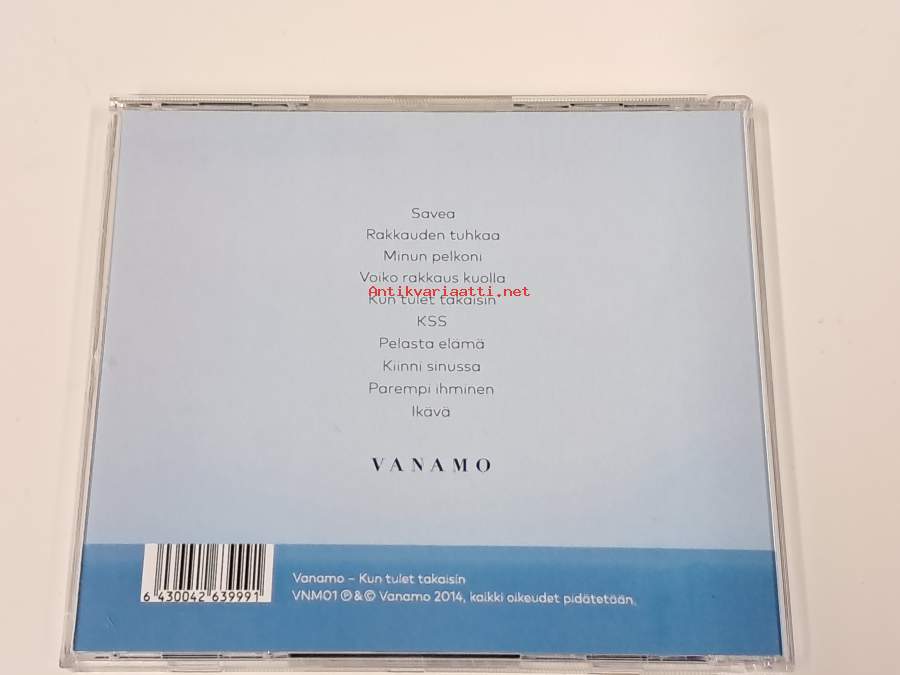 Savea
Rakkauden tuhkaa
Minun pelkoni
Voiko rakkaus kuolla
Antikvariaatti.net
Kun tulet takaisin
KSS
Pelasta elämä
Kiinni sinussa
Parempi ihminen
Ikävä
VANAMO
6 430042 639991
Vanamo – Kun tulet takaisin
VNM01 ℗ & © Vanamo 2014, kaikki oikeudet pidätetään.